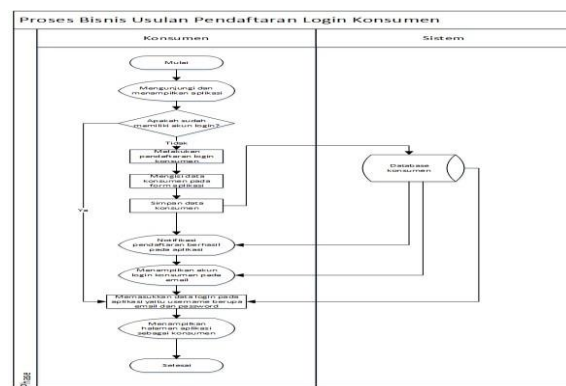 Proses Bisnis Usulan Pendaftaran Login Konsumen
Konsumen
Sistem
Mulai
Mengunjungi dan
menampilkan aplikasi
Apakah sudah
memiliki akun login?
Tidak
Melakukan
pendaftaran login
konsumen
Mengisi data
konsumen pada
form aplikasi
Simpan data
konsumen
Database
konsumen
Ya
Notifikasi
pendaftaran berhasil
pada aplikasi
Menampilkan akun
login konsumen pada
email
Memasukkan data login pada
aplikasi yaitu username berupa
email dan password
Menampilkan
halaman aplikasi
sebagai konsumen
Selesai
Phase